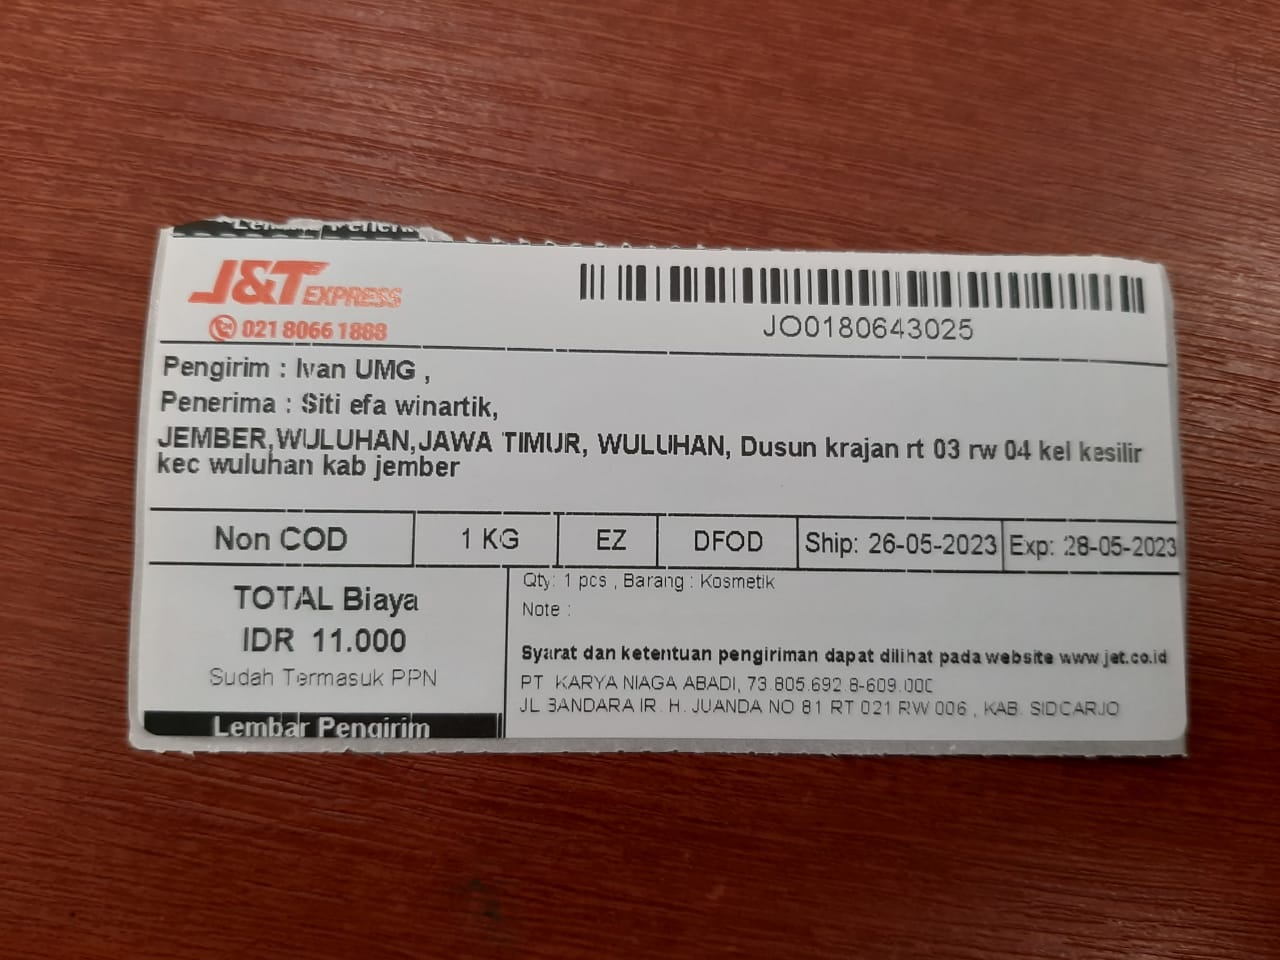 J&T EXPRESS
021 8066 1888
JO0180643025
Pengirim : Ivan UMG ,
Penerima : Siti efa winartik,
JEMBER,WULUHAN,JAWA TIMUR, WULUHAN, Dusun krajan rt 03 rw 04 kel kesilir
kec wuluhan kab jember
Non COD 1 KG EZ DFOD Ship: 26-05-2023 Exp: 28-05-2023
TOTAL Biaya
IDR 11.000
Sudah Termasuk PPN
Lembar Pengirim
Qty: 1 pcs , Barang : Kosmetik
Note :
Syarat dan ketentuan pengiriman dapat dilihat pada website www.jet.co.id
PT KARYA NIAGA ABADI, 73.805.692.8-609.000
JL BANDARA IR. H. JUANDA NO 81 RT 021 RW 006 , KAB. SIDOARJO